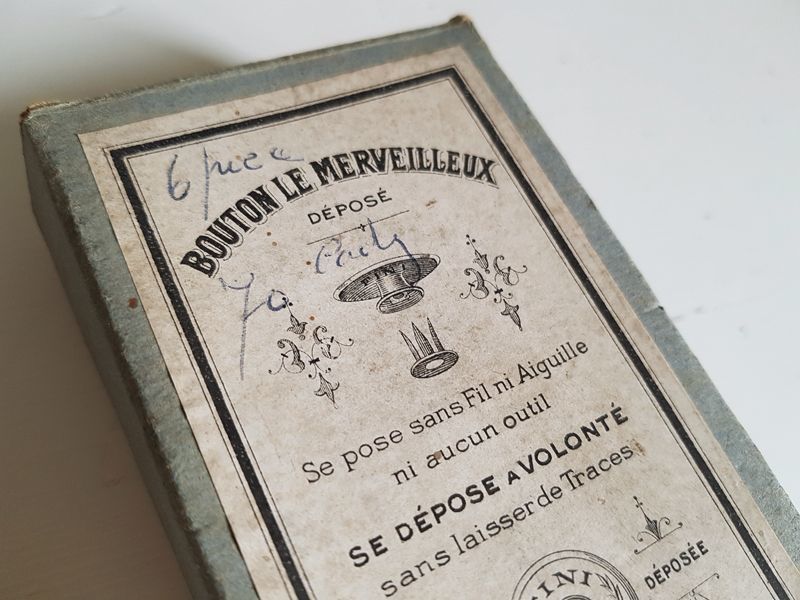 6 pièce
BOUTON LE MERVEILLEUX
DÉPOSÉ
FINI
Se pose sans Fil ni Aiguille
ni aucun outil
SE DÉPOSE A VOLONTÉ
sans laisser de Traces
FINI
DÉPOSÉE